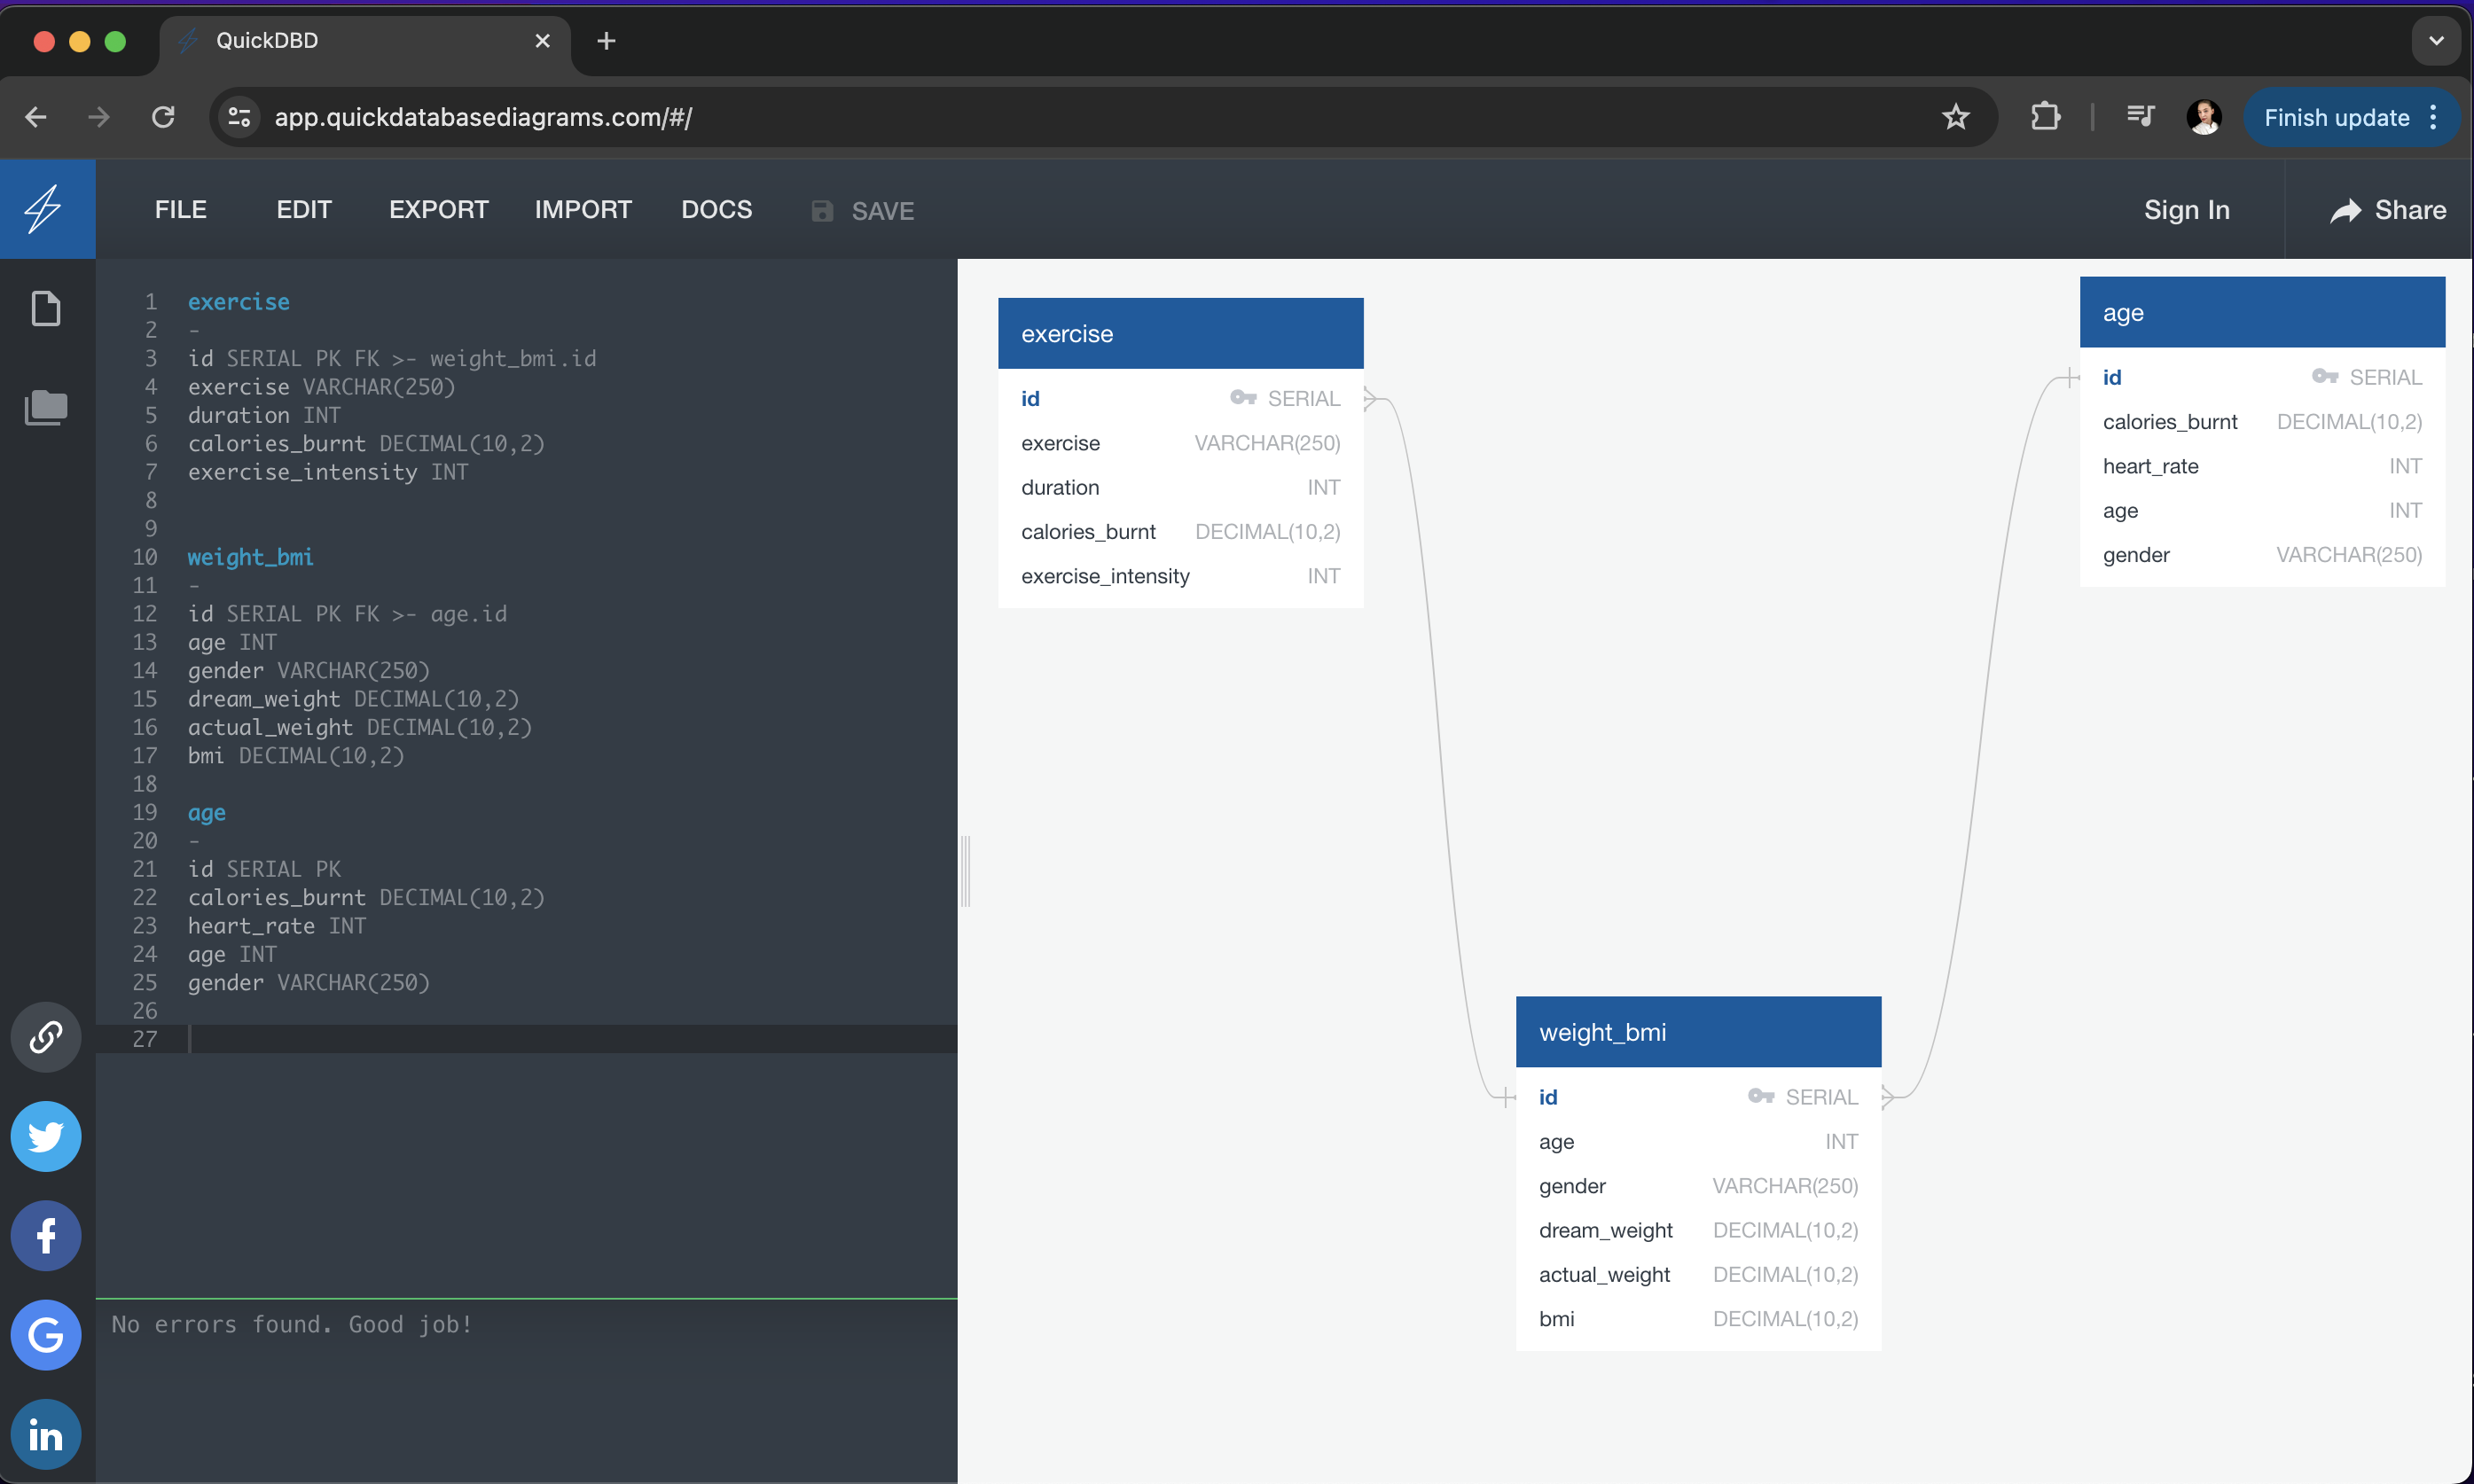 QuickDBD
app.quickdatabasediagrams.com/#/
Finish update
FILE EDIT EXPORT IMPORT DOCS SAVE Sign In Share
1 exercise
2 -
3 id SERIAL PK FK >- weight_bmi.id
4 exercise VARCHAR(250)
5 duration INT
6 calories_burnt DECIMAL(10,2)
7 exercise_intensity INT
8
9
10 weight_bmi
11 -
12 id SERIAL PK FK >- age.id
13 age INT
14 gender VARCHAR(250)
15 dream_weight DECIMAL(10,2)
16 actual_weight DECIMAL(10,2)
17 bmi DECIMAL(10,2)
18
19 age
20 -
21 id SERIAL PK
22 calories_burnt DECIMAL(10,2)
23 heart_rate INT
24 age INT
25 gender VARCHAR(250)
26
27
No errors found. Good job!
exercise
id SERIAL
exercise VARCHAR(250)
duration INT
calories_burnt DECIMAL(10,2)
exercise_intensity INT
age
id SERIAL
calories_burnt DECIMAL(10,2)
heart_rate INT
age INT
gender VARCHAR(250)
weight_bmi
id SERIAL
age INT
gender VARCHAR(250)
dream_weight DECIMAL(10,2)
actual_weight DECIMAL(10,2)
bmi DECIMAL(10,2)